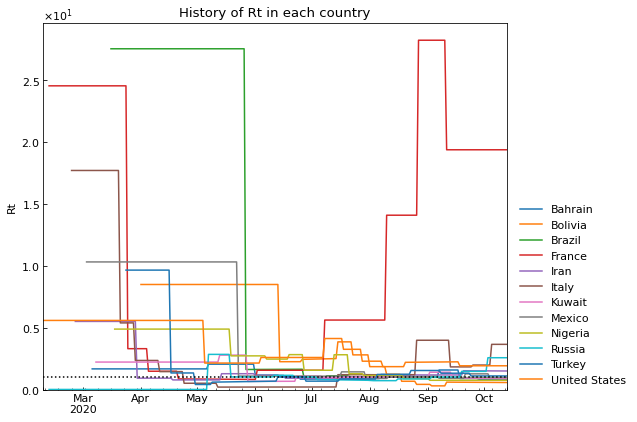 History of Rt in each country
×10¹
2.5
2.0
1.5
1.0
0.5
0.0
Rt
Mar Apr May Jun Jul Aug Sep Oct
2020
Bahrain
Bolivia
Brazil
France
Iran
Italy
Kuwait
Mexico
Nigeria
Russia
Turkey
United States